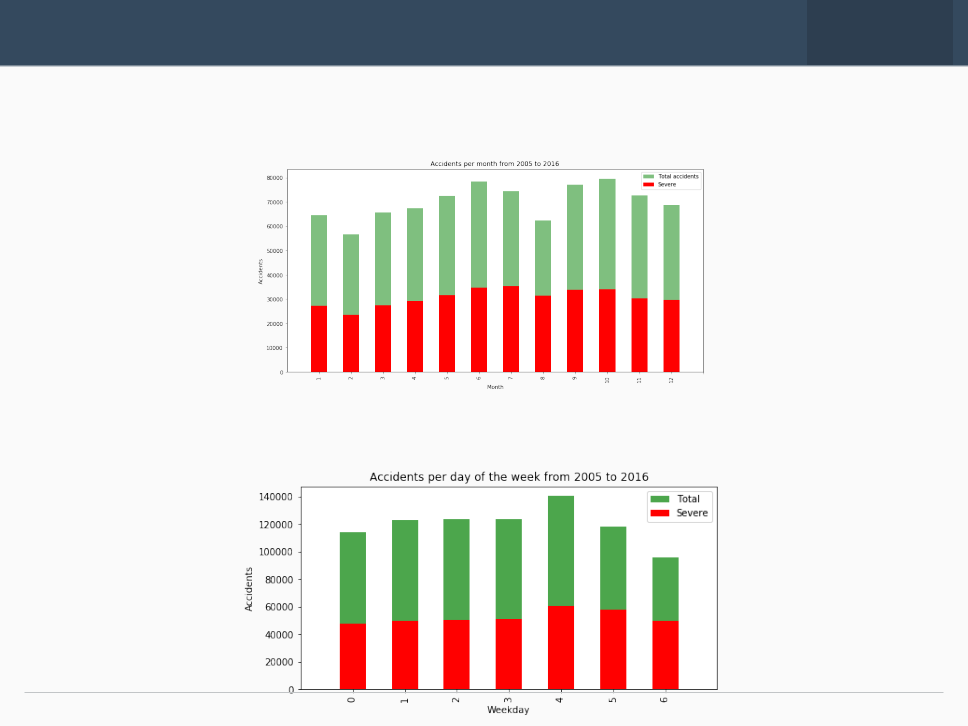 Accidents per month from 2005 to 2016
Total accidents
Severe
80000
70000
60000
50000
40000
30000
20000
10000
0
Accidents
1 2 3 4 5 6 7 8 9 10 11 12
Month
Accidents per day of the week from 2005 to 2016
Total
Severe
140000
120000
100000
80000
60000
40000
20000
0
Accidents
0 1 2 3 4 5 6
Weekday